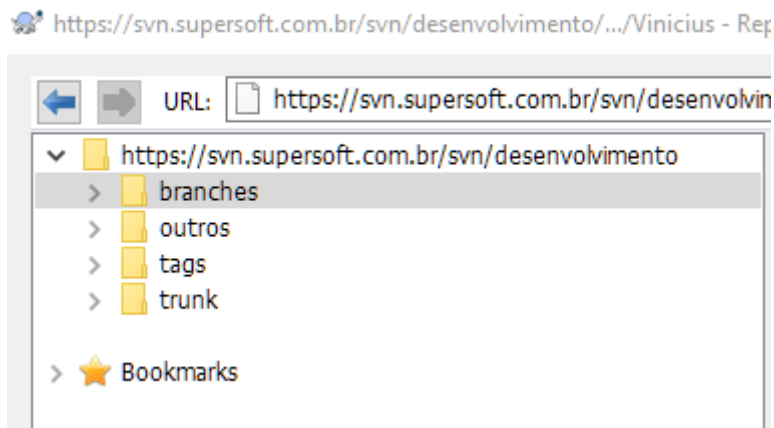 https://svn.supersoft.com.br/svn/desenvolvimento/.../Vinicius - Rep
URL: https://svn.supersoft.com.br/svn/desenvolvim
https://svn.supersoft.com.br/svn/desenvolvimento
branches
outros
tags
trunk
Bookmarks